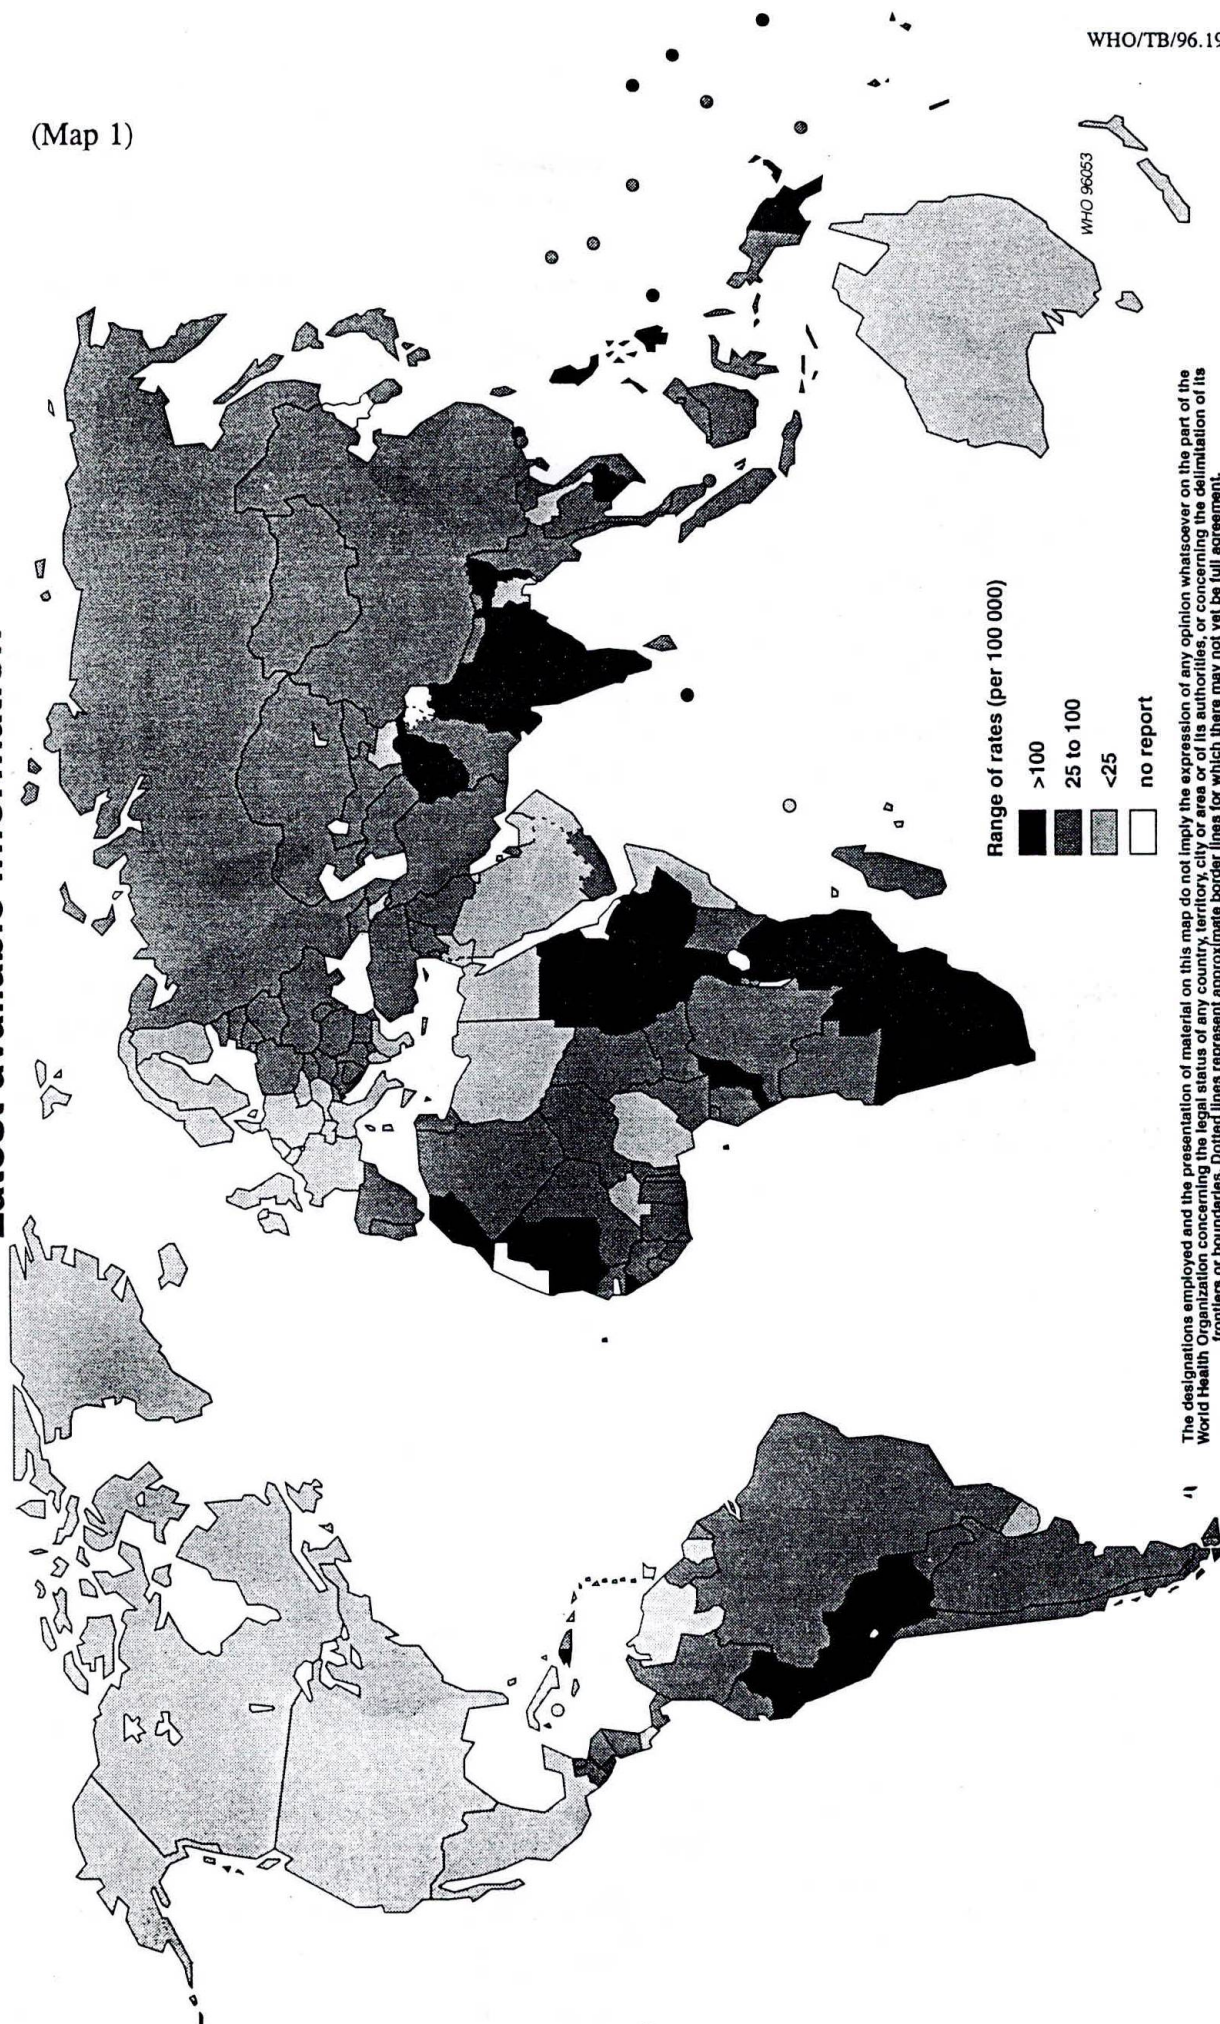 WHO/TB/96.19
(Map 1)
WHO 96053
Range of rates (per 100 000)
>100
25 to 100
<25
no report
The designations employed and the presentation of material on this map do not imply the expression of any opinion whatsoever on the part of the
World Health Organization concerning the legal status of any country, territory, city or area or of its authorities, or concerning the delimitation of its
frontiers or bounderies. Dotted lines represent approximate border lines for which there may not yet be full agreement.